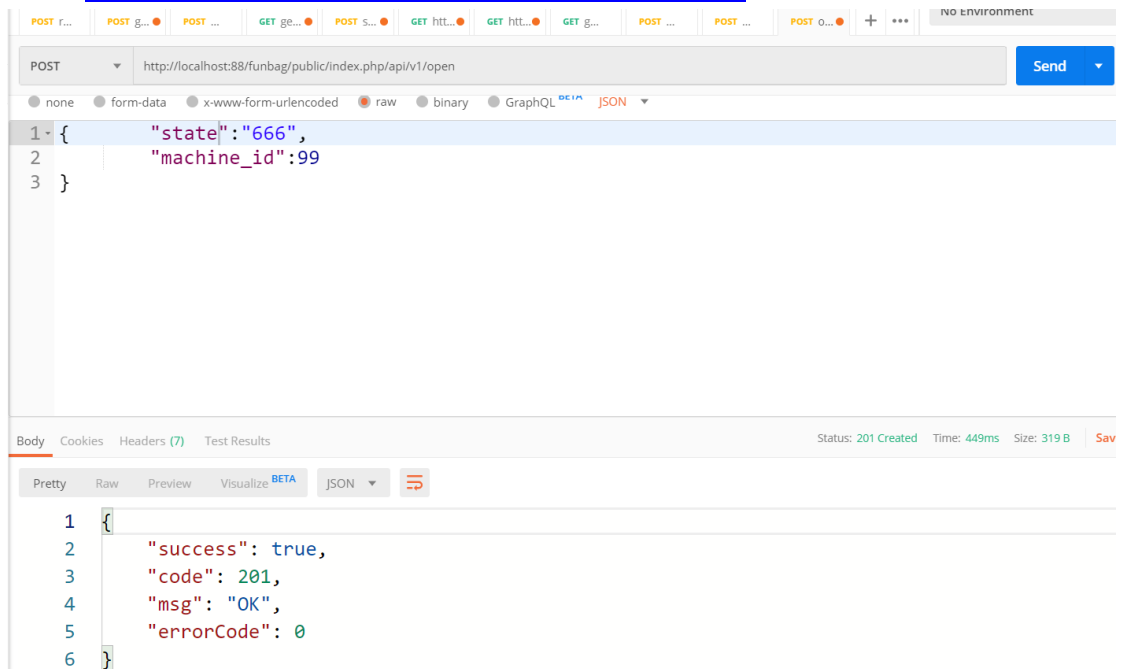 POST r... POST g... POST ... GET ge... POST s... GET htt... GET htt... GET g... POST ... POST ... POST o... + ••• No Environment
POST http://localhost:88/funbag/public/index.php/api/v1/open Send
none form-data x-www-form-urlencoded raw binary GraphQL BETA JSON
1 { "state":"666",
2 "machine_id":99
3 }
Body Cookies Headers (7) Test Results Status: 201 Created Time: 449ms Size: 319 B Sav
Pretty Raw Preview Visualize BETA JSON
1 {
2 "success": true,
3 "code": 201,
4 "msg": "OK",
5 "errorCode": 0
6 }